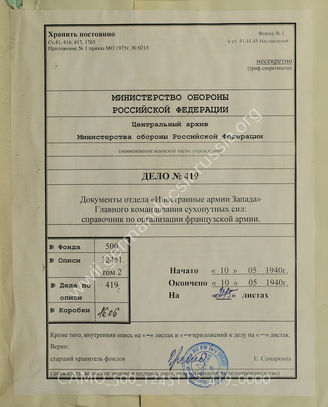 Хранить постоянно
Ст.41, 416, 417, 1765
Приложение № 1 приказ МО 1975г. № 0215
Форма № 1
к ст. 41,44,45 Наставления
несекретно
(гриф секретности)
МИНИСТЕРСТВО ОБОРОНЫ
РОССИЙСКОЙ ФЕДЕРАЦИИ
Центральный архив
Министерства обороны Российской Федерации
(наименование воинской части, учреждения)
ДЕЛО № 419
Документы отдела «Иностранные армии Запада»
Главного командования сухопутных сил:
справочник по организации французской армии.
№ Фонда 500
№ Описи 12451
том 2
№ Дела по описи 419
№ Коробки 1606
Начато « 10 » 05 1940г.
Окончено « 10 » 05 1940г.
На листах
Кроме того, внутренняя опись на «–» листах и «–» приложений к делу на «–» листах.
Верно:
старший хранитель фондов Е. Самаркина